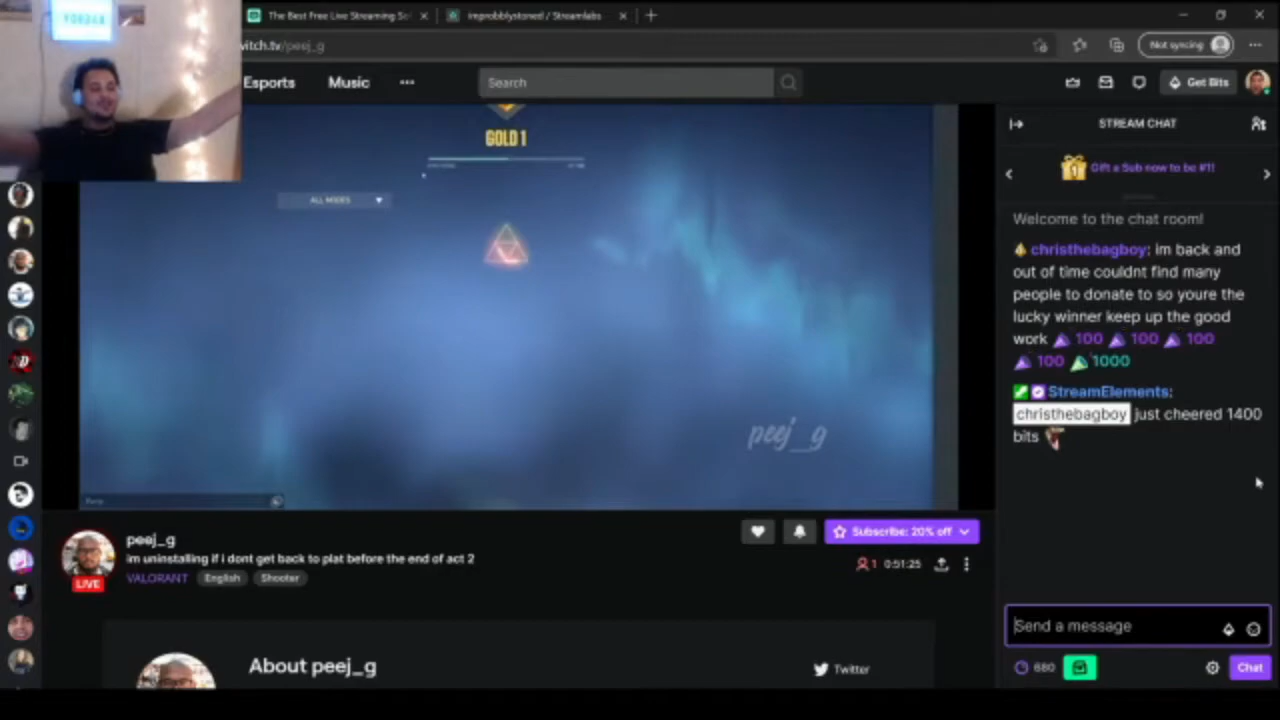 The Best Free Live Streaming So
improbblystoned / Streamlabs
vitch.tv/peej_g
Not syncing
Esports
Music
Search
Get Bits
GOLD 1
ALL MODES
peej_g
STREAM CHAT
Gift a Sub now to be #1!
Welcome to the chat room!
christhebagboy: im back and
out of time couldnt find many
people to donate to so youre the
lucky winner keep up the good
work 100 100 100
100 1000
StreamElements:
christhebagboy just cheered 1400
bits
peej_g
im uninstalling if i dont get back to plat before the end of act 2
LIVE
VALORANT
English
Shooter
Subscribe: 20% off
1 0:51:25
About peej_g
Twitter
Send a message
680
Chat